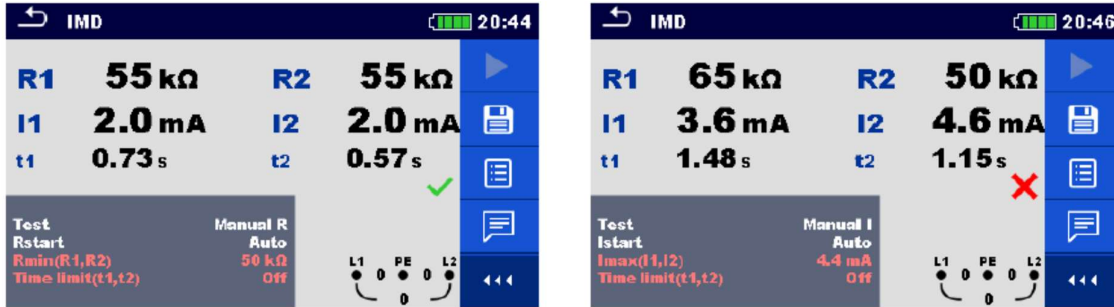 IMD 20:44
R1 55 kΩ R2 55 kΩ
I1 2.0 mA I2 2.0 mA
t1 0.73 s t2 0.57 s
Test Manual R
Rstart Auto
Rmin(R1,R2) 50 kΩ
Time limit(t1,t2) Off
L1 PE L2
0 0
0
IMD 20:46
R1 65 kΩ R2 50 kΩ
I1 3.6 mA I2 4.6 mA
t1 1.48 s t2 1.15 s
Test Manual I
Istart Auto
Imax(I1,I2) 4.4 mA
Time limit(t1,t2) Off
L1 PE L2
0 0
0